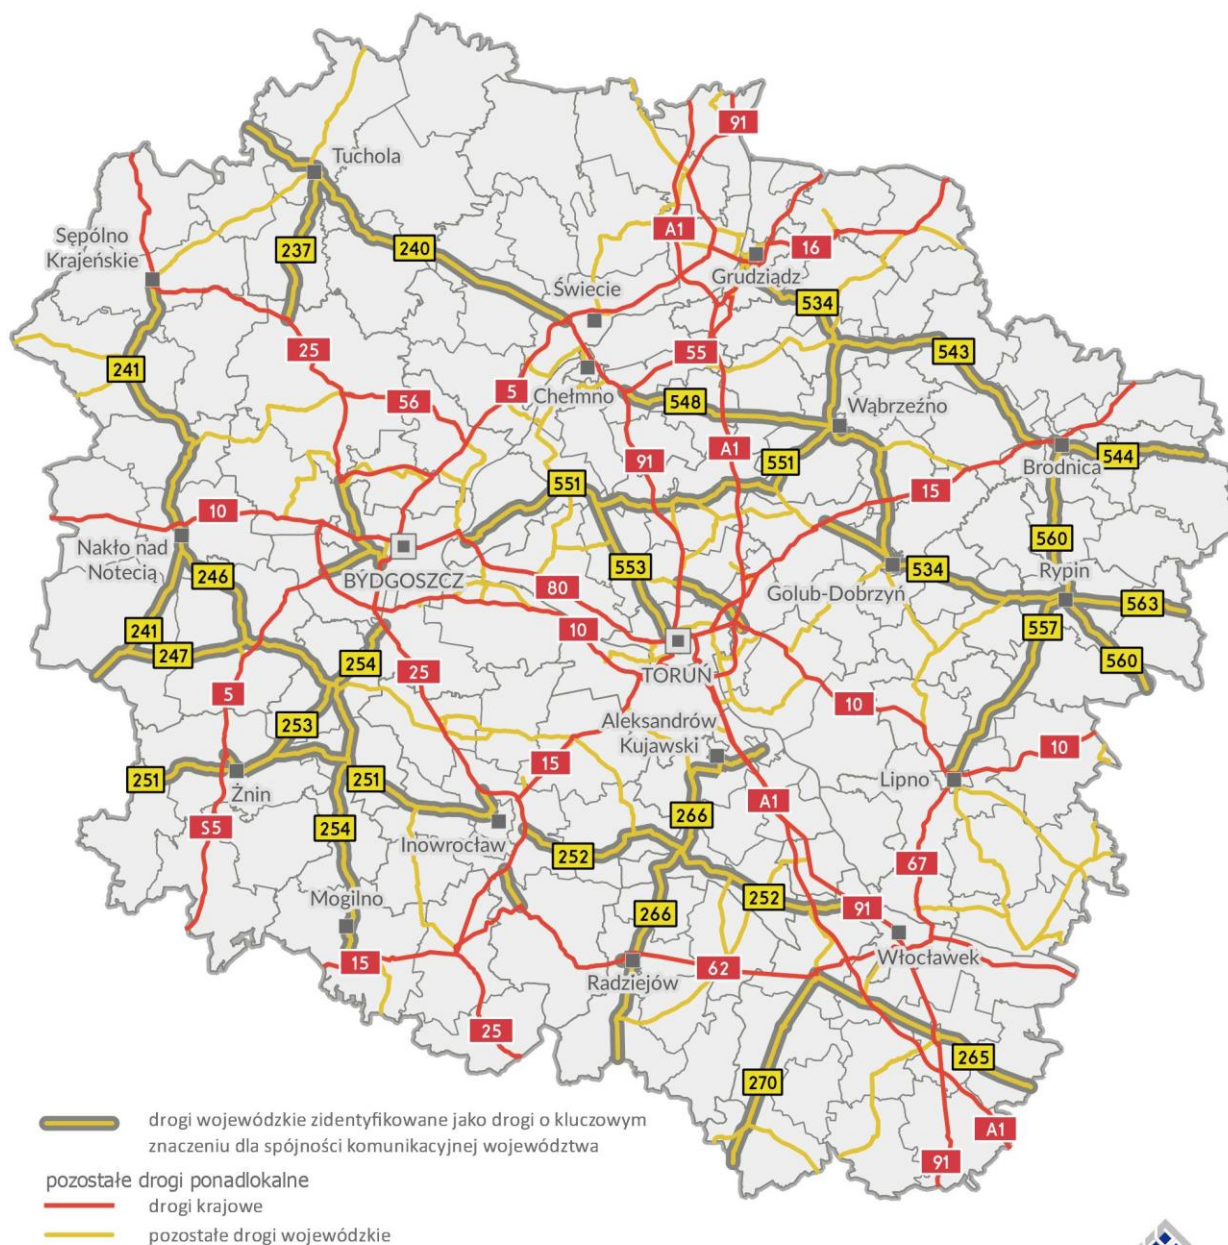 91
Tuchola
A1
Sępólno
Krajeńskie
237
240
16
Grudziądz
Świecie
534
25
55
543
241
5
Chełmno
56
548
Wąbrzeźno
A1
91
551
Brodnica
544
551
15
10
Nakło nad
Notecią
560
BYDGOSZCZ
246
553
534
Rypin
80
Golub-Dobrzyń
563
241
10
557
247
254
25
TORUŃ
560
5
10
253
Aleksandrów
Kujawski
10
15
251
251
Żnin
Lipno
A1
266
S5
254
Inowrocław
252
67
Mogilno
252
266
91
15
Włocławek
62
Radziejów
25
265
270
A1
91
drogi wojewódzkie zidentyfikowane jako drogi o kluczowym
znaczeniu dla spójności komunikacyjnej województwa
pozostałe drogi ponadlokalne
drogi krajowe
pozostałe drogi wojewódzkie